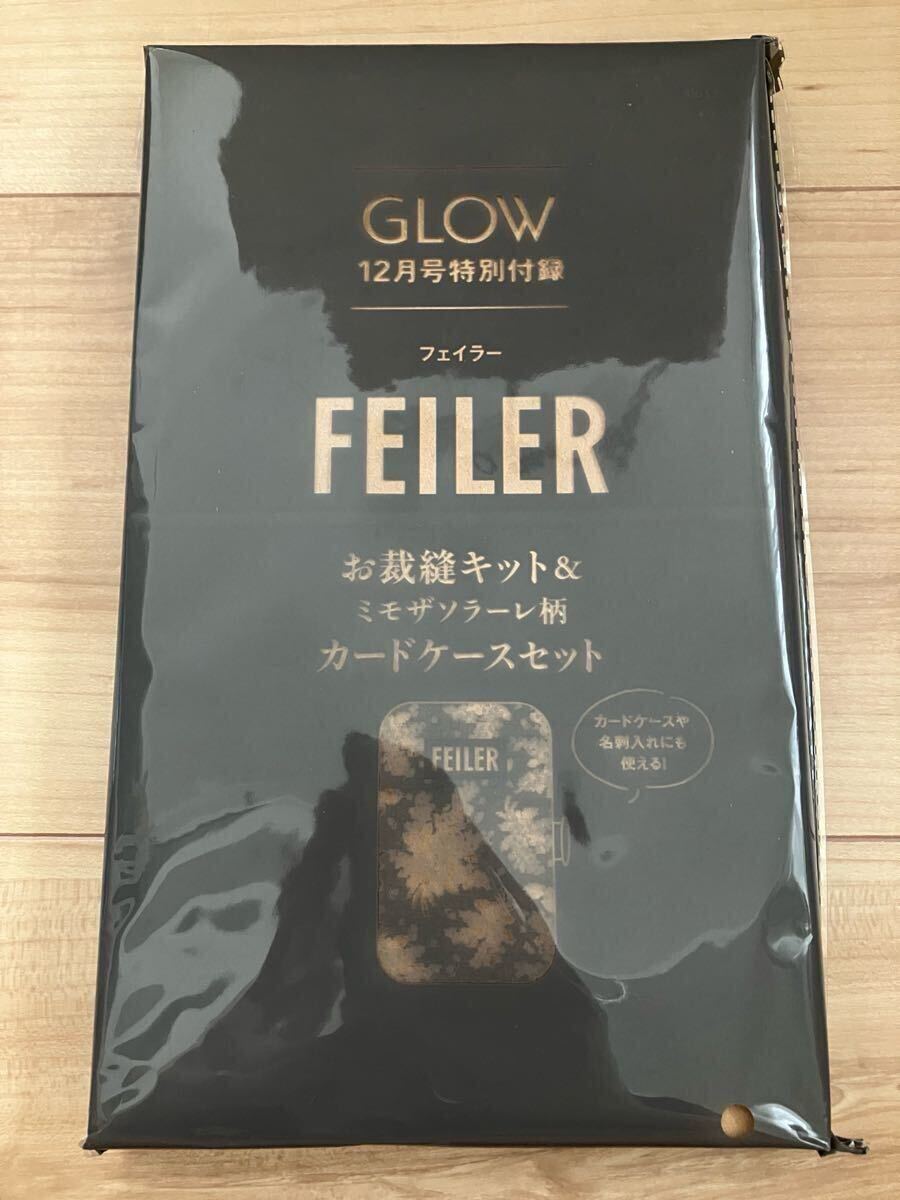 GLOW
12月号特別付録
フェイラー
FEILER
お裁縫キット&
ミモザソラーレ柄
カードケースセット
FEILER
カードケースや
名刺入れにも
使える!